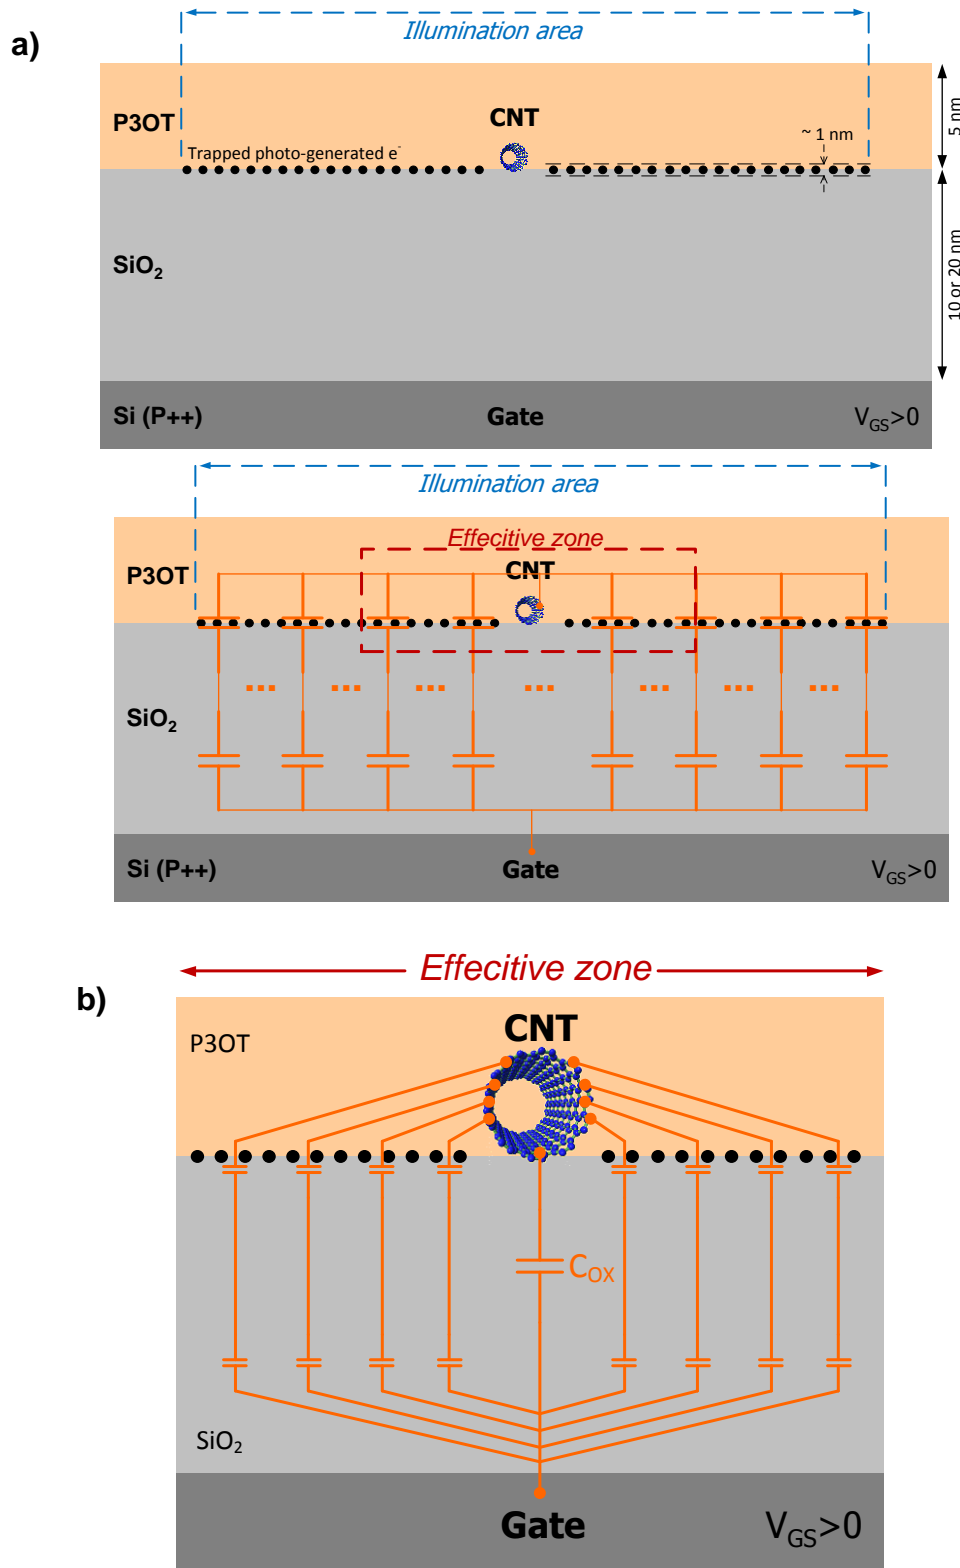 a)
Illumination area
P3OT
CNT
~ 1 nm
5 nm
Trapped photo-generated e-
SiO2
10 or 20 nm
Si (P++)
Gate
VGS>0
Illumination area
Effecitive zone
P3OT
CNT
SiO2
Si (P++)
Gate
VGS>0
Effecitive zone
b)
CNT
P3OT
COX
SiO2
Gate
VGS>0